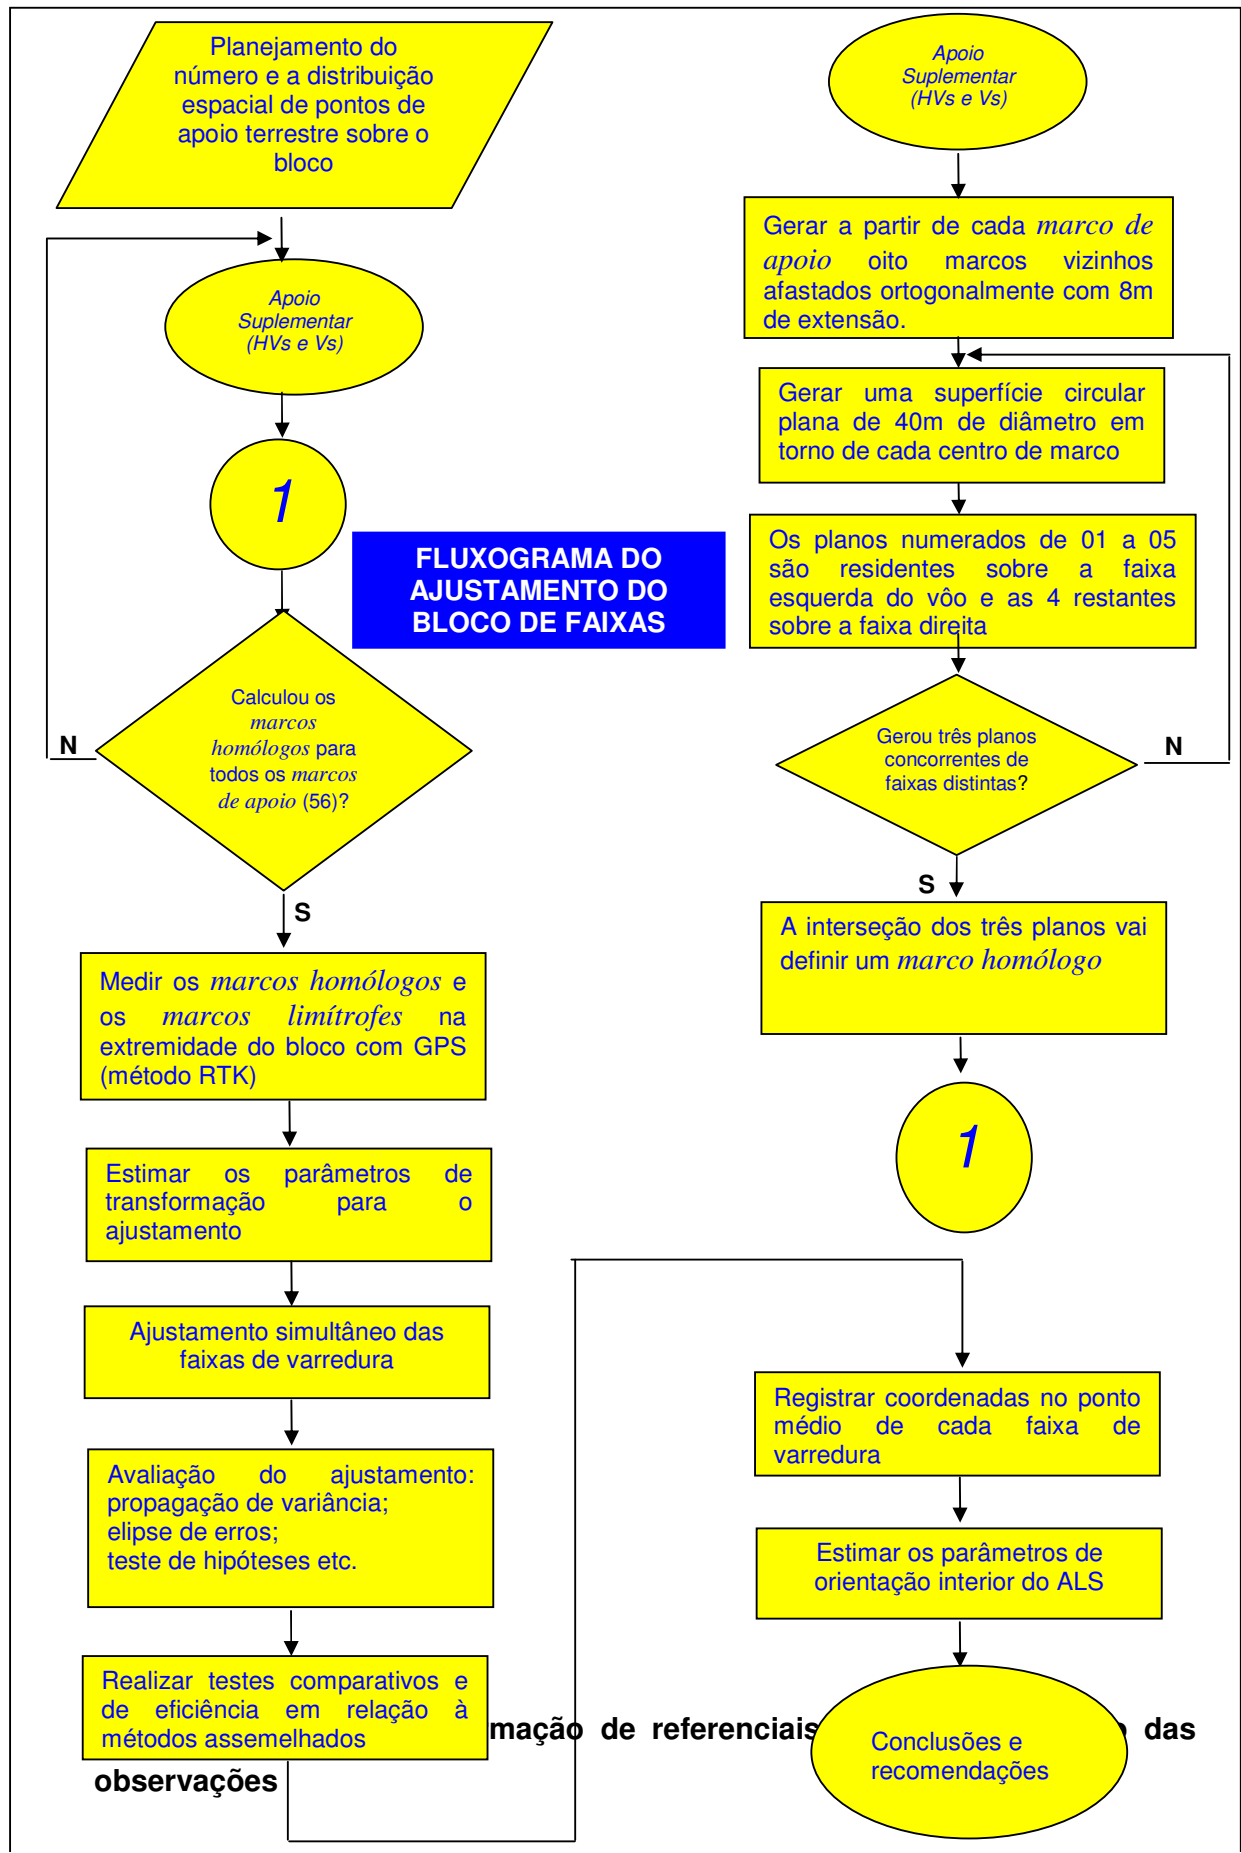 Planejamento do
número e a distribuição
espacial de pontos de
apoio terrestre sobre o
bloco
Apoio
Suplementar
(HVs e Vs)
1
FLUXOGRAMA DO
AJUSTAMENTO DO
BLOCO DE FAIXAS
Calculou os
marcos
homólogos para
todos os marcos
de apoio (56)?
N
S
Medir os marcos homólogos e
os marcos limítrofes na
extremidade do bloco com GPS
(método RTK)
Estimar os parâmetros de
transformação para o
ajustamento
Ajustamento simultâneo das
faixas de varredura
Avaliação do ajustamento:
propagação de variância;
elipse de erros;
teste de hipóteses etc.
Realizar testes comparativos e
de eficiência em relação à
métodos assemelhados
Apoio
Suplementar
(HVs e Vs)
Gerar a partir de cada marco de
apoio oito marcos vizinhos
afastados ortogonalmente com 8m
de extensão.
Gerar uma superfície circular
plana de 40m de diâmetro em
torno de cada centro de marco
Os planos numerados de 01 a 05
são residentes sobre a faixa
esquerda do vôo e as 4 restantes
sobre a faixa direita
Gerou três planos
concorrentes de
faixas distintas?
N
S
A interseção dos três planos vai
definir um marco homólogo
1
Registrar coordenadas no ponto
médio de cada faixa de
varredura
Estimar os parâmetros de
orientação interior do ALS
Conclusões e
recomendações
mação de referenciais o das
observações